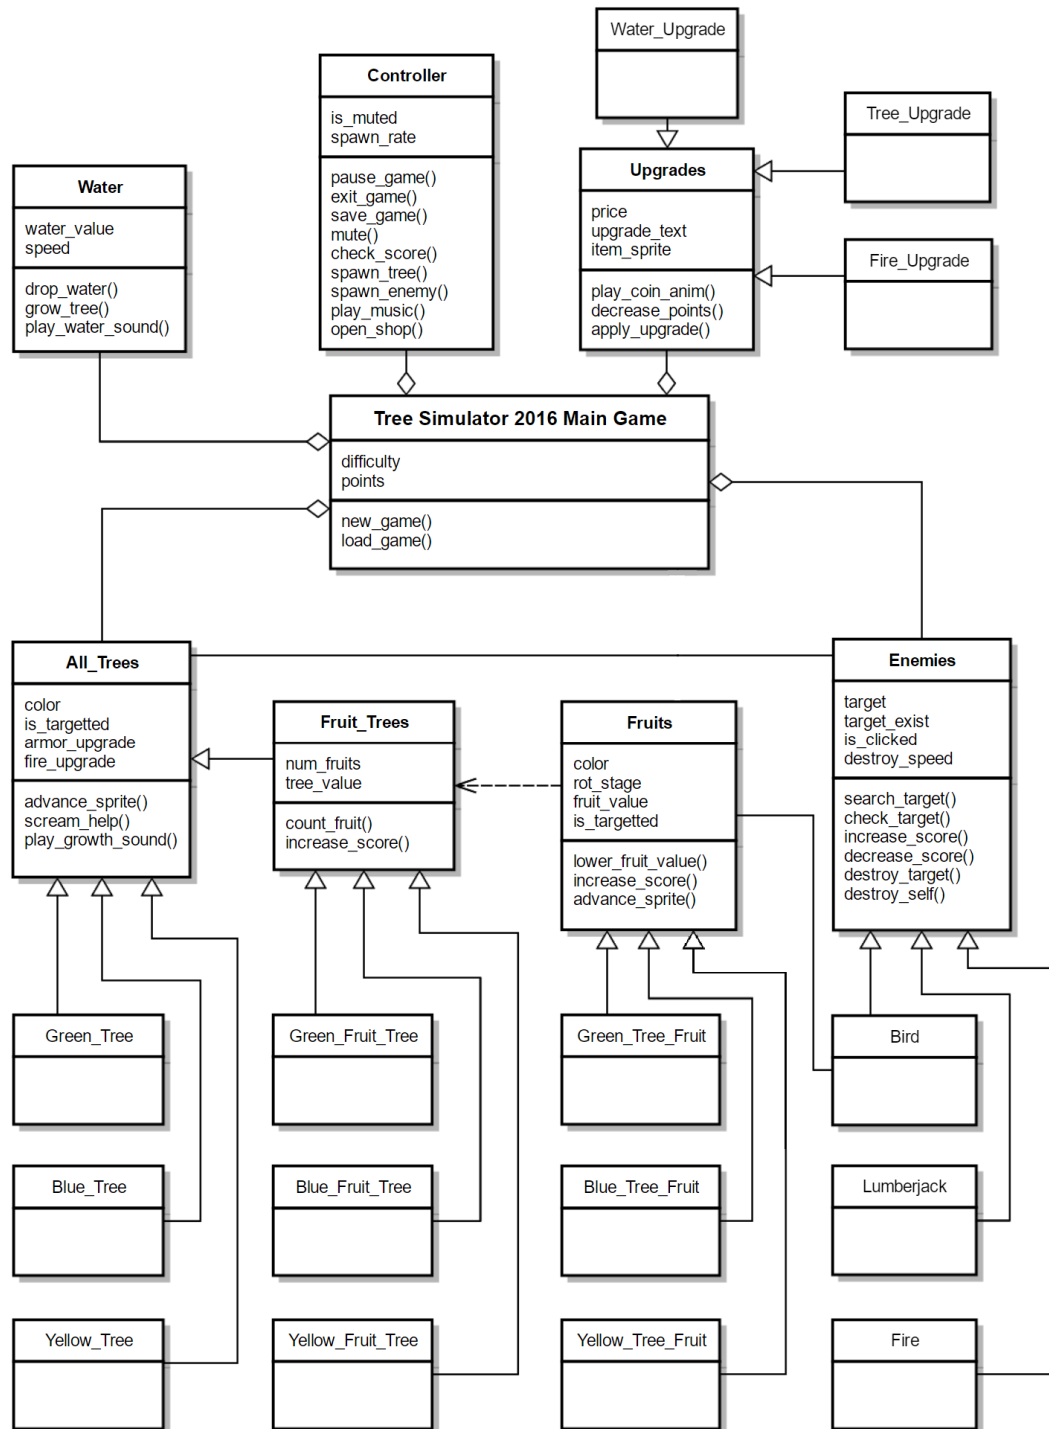 Water_Upgrade
Controller
is_muted
spawn_rate
pause_game()
exit_game()
save_game()
mute()
check_score()
spawn_tree()
spawn_enemy()
play_music()
open_shop()
Tree_Upgrade
Upgrades
price
upgrade_text
item_sprite
play_coin_anim()
decrease_points()
apply_upgrade()
Water
water_value
speed
drop_water()
grow_tree()
play_water_sound()
Fire_Upgrade
Tree Simulator 2016 Main Game
difficulty
points
new_game()
load_game()
All_Trees
color
is_targetted
armor_upgrade
fire_upgrade
advance_sprite()
scream_help()
play_growth_sound()
Fruit_Trees
num_fruits
tree_value
count_fruit()
increase_score()
Fruits
color
rot_stage
fruit_value
is_targetted
lower_fruit_value()
increase_score()
advance_sprite()
Enemies
target
target_exist
is_clicked
destroy_speed
search_target()
check_target()
increase_score()
decrease_score()
destroy_target()
destroy_self()
Green_Tree
Green_Fruit_Tree
Green_Tree_Fruit
Bird
Blue_Tree
Blue_Fruit_Tree
Blue_Tree_Fruit
Lumberjack
Yellow_Tree
Yellow_Fruit_Tree
Yellow_Tree_Fruit
Fire